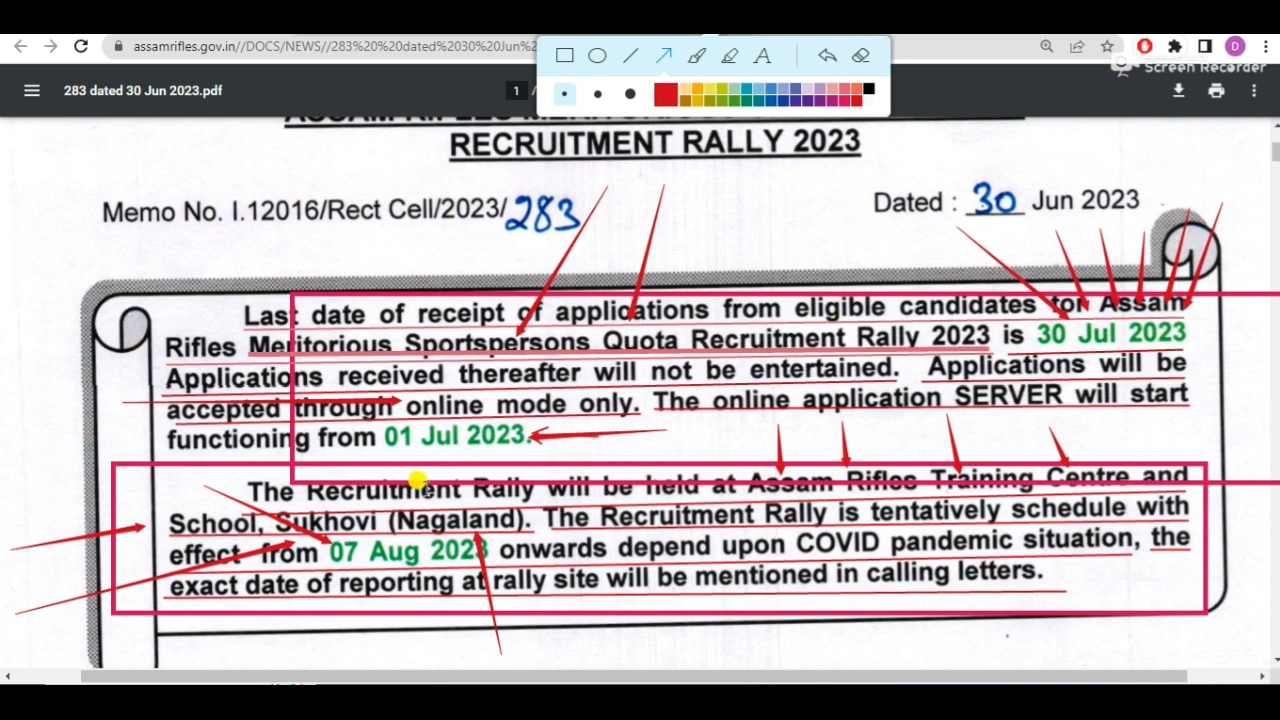 assamrifles.gov.in//DOCS/NEWS//283%20%20dated%2030%20Jun%2
A
D
Screen Recorder
283 dated 30 Jun 2023.pdf
1 /
ASSAM RIFLES MERITORIOUS
RECRUITMENT RALLY 2023
Memo No. I.12016/Rect Cell/2023/283
Dated : 30 Jun 2023
Last date of receipt of applications from eligible candidates for Assam
Rifles Meritorious Sportspersons Quota Recruitment Rally 2023 is 30 Jul 2023
Applications received thereafter will not be entertained. Applications will be
accepted through online mode only. The online application SERVER will start
functioning from 01 Jul 2023.
The Recruitment Rally will be held at Assam Rifles Training Centre and
School, Sukhovi (Nagaland). The Recruitment Rally is tentatively schedule with
effect from 07 Aug 2023 onwards depend upon COVID pandemic situation, the
exact date of reporting at rally site will be mentioned in calling letters.